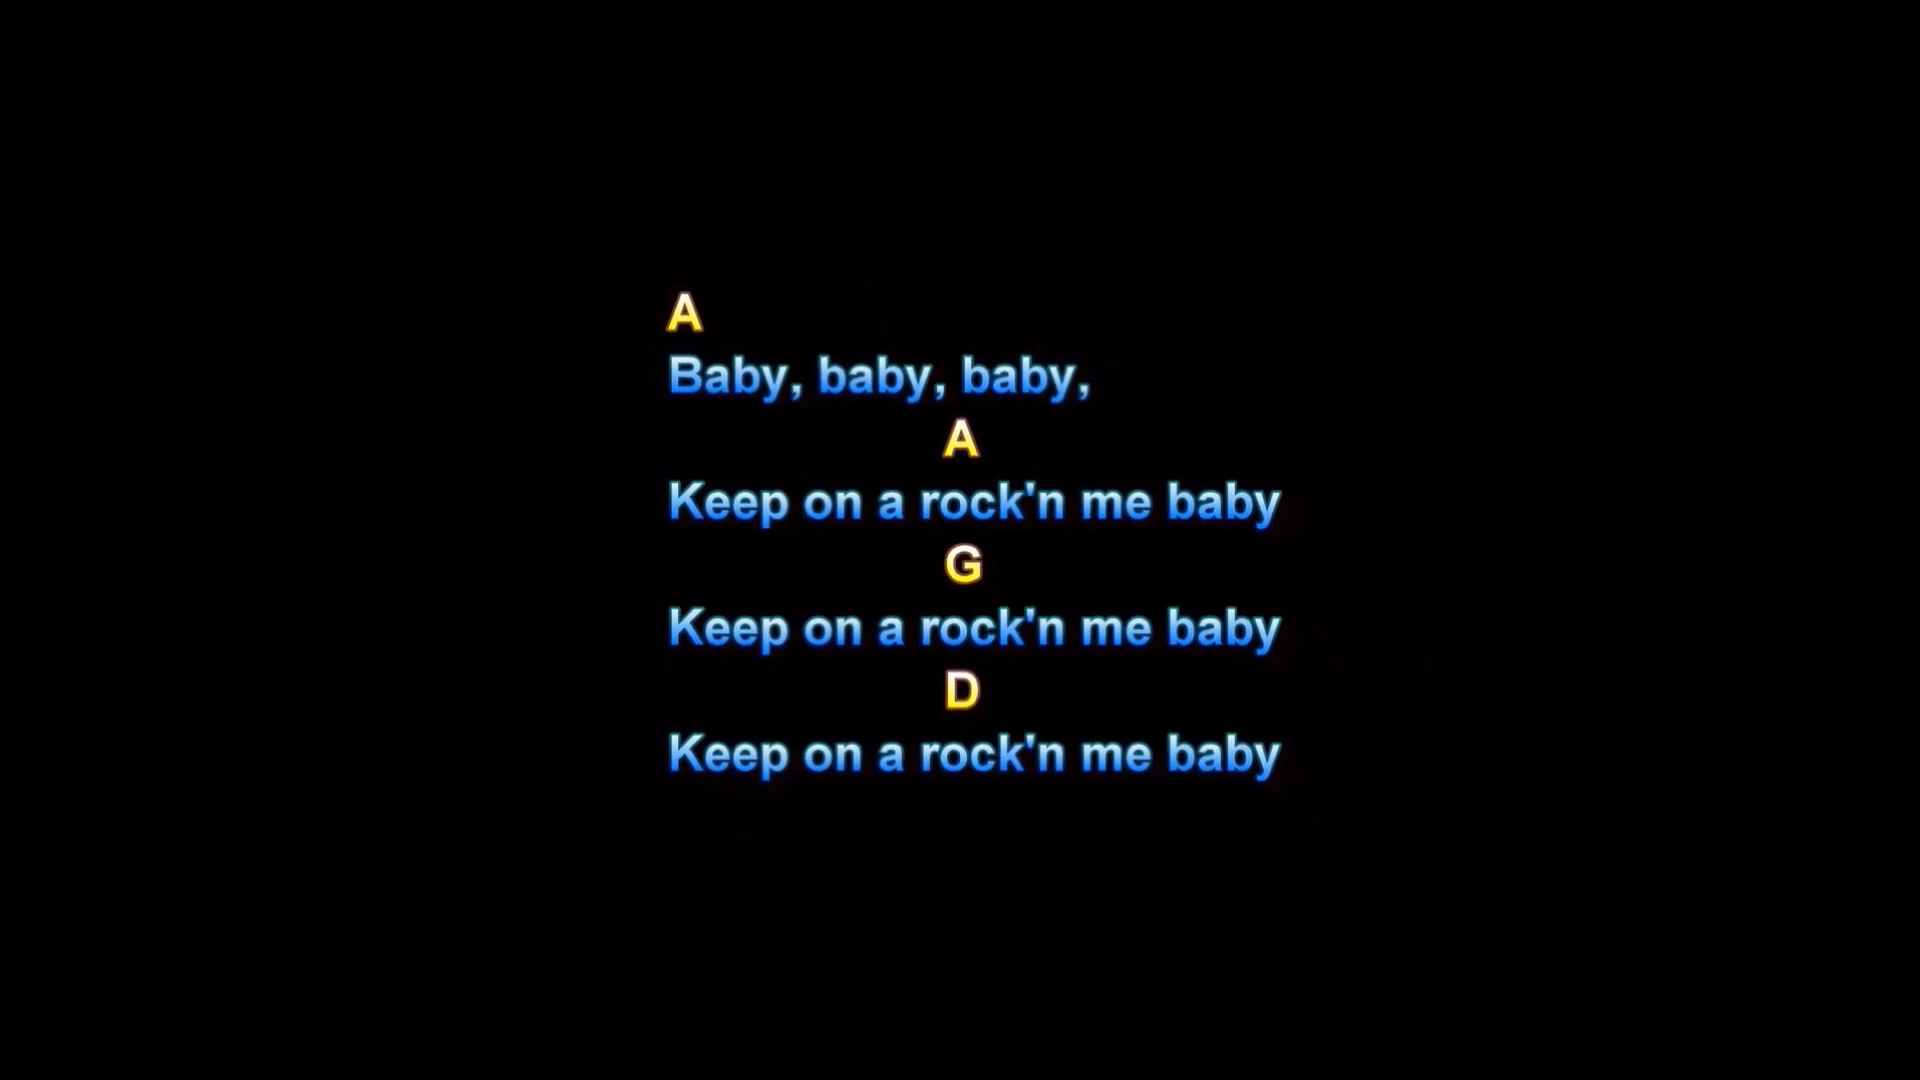 A
Baby, baby, baby,
A
Keep on a rock'n me baby
G
Keep on a rock'n me baby
D
Keep on a rock'n me baby